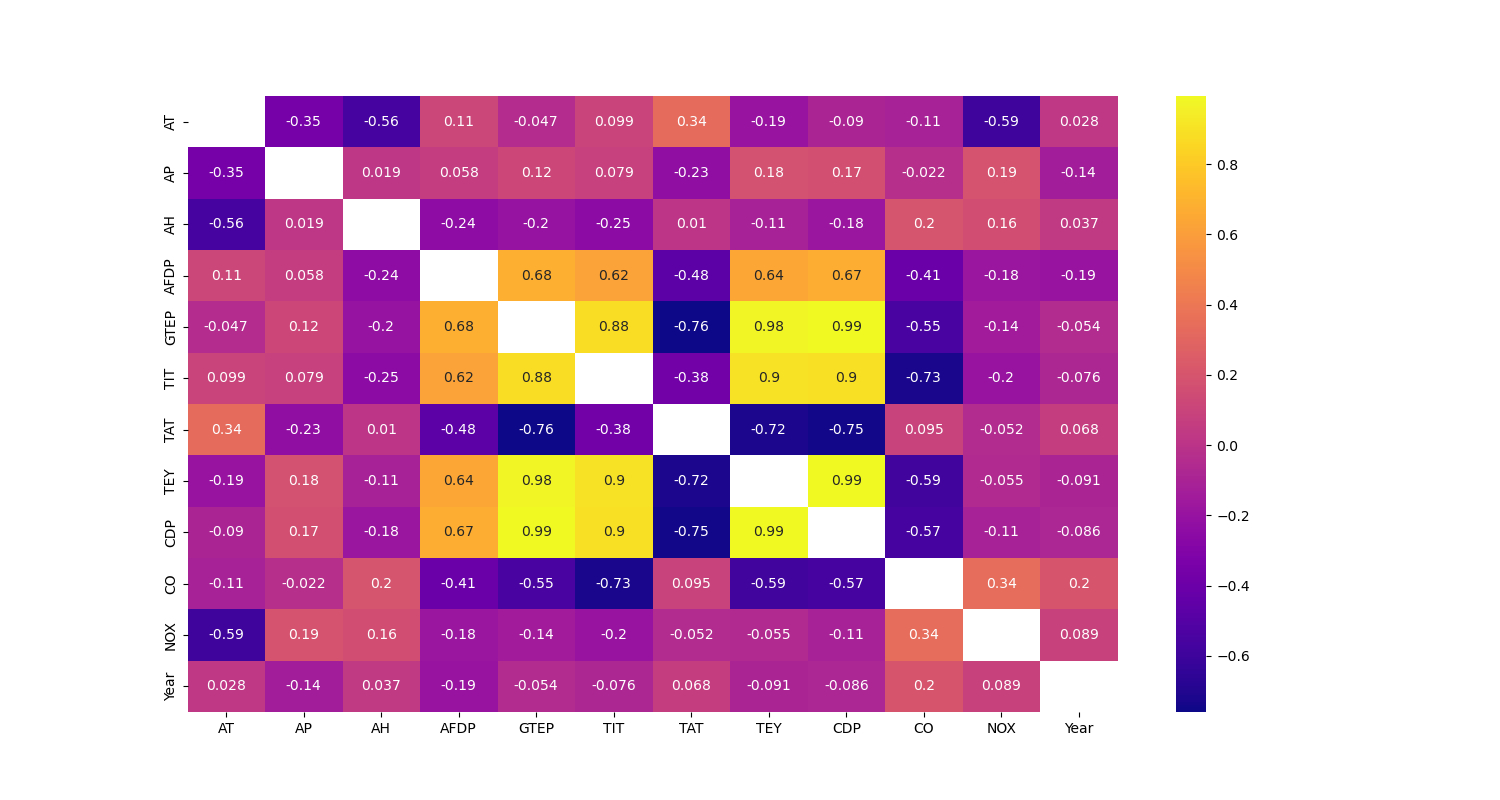 AT -0.35 -0.56 0.11 -0.047 0.099 0.34 -0.19 -0.09 -0.11 -0.59 0.028
AP -0.35 0.019 0.058 0.12 0.079 -0.23 0.18 0.17 -0.022 0.19 -0.14
AH -0.56 0.019 -0.24 -0.2 -0.25 0.01 -0.11 -0.18 0.2 0.16 0.037
AFDP 0.11 0.058 -0.24 0.68 0.62 -0.48 0.64 0.67 -0.41 -0.18 -0.19
GTEP -0.047 0.12 -0.2 0.68 0.88 -0.76 0.98 0.99 -0.55 -0.14 -0.054
TIT 0.099 0.079 -0.25 0.62 0.88 -0.38 0.9 0.9 -0.73 -0.2 -0.076
TAT 0.34 -0.23 0.01 -0.48 -0.76 -0.38 -0.72 -0.75 0.095 -0.052 0.068
TEY -0.19 0.18 -0.11 0.64 0.98 0.9 -0.72 0.99 -0.59 -0.055 -0.091
CDP -0.09 0.17 -0.18 0.67 0.99 0.9 -0.75 0.99 -0.57 -0.11 -0.086
CO -0.11 -0.022 0.2 -0.41 -0.55 -0.73 0.095 -0.59 -0.57 0.34 0.2
NOX -0.59 0.19 0.16 -0.18 -0.14 -0.2 -0.052 -0.055 -0.11 0.34 0.089
Year 0.028 -0.14 0.037 -0.19 -0.054 -0.076 0.068 -0.091 -0.086 0.2 0.089
AT AP AH AFDP GTEP TIT TAT TEY CDP CO NOX Year
0.8
0.6
0.4
0.2
0.0
−0.2
−0.4
−0.6